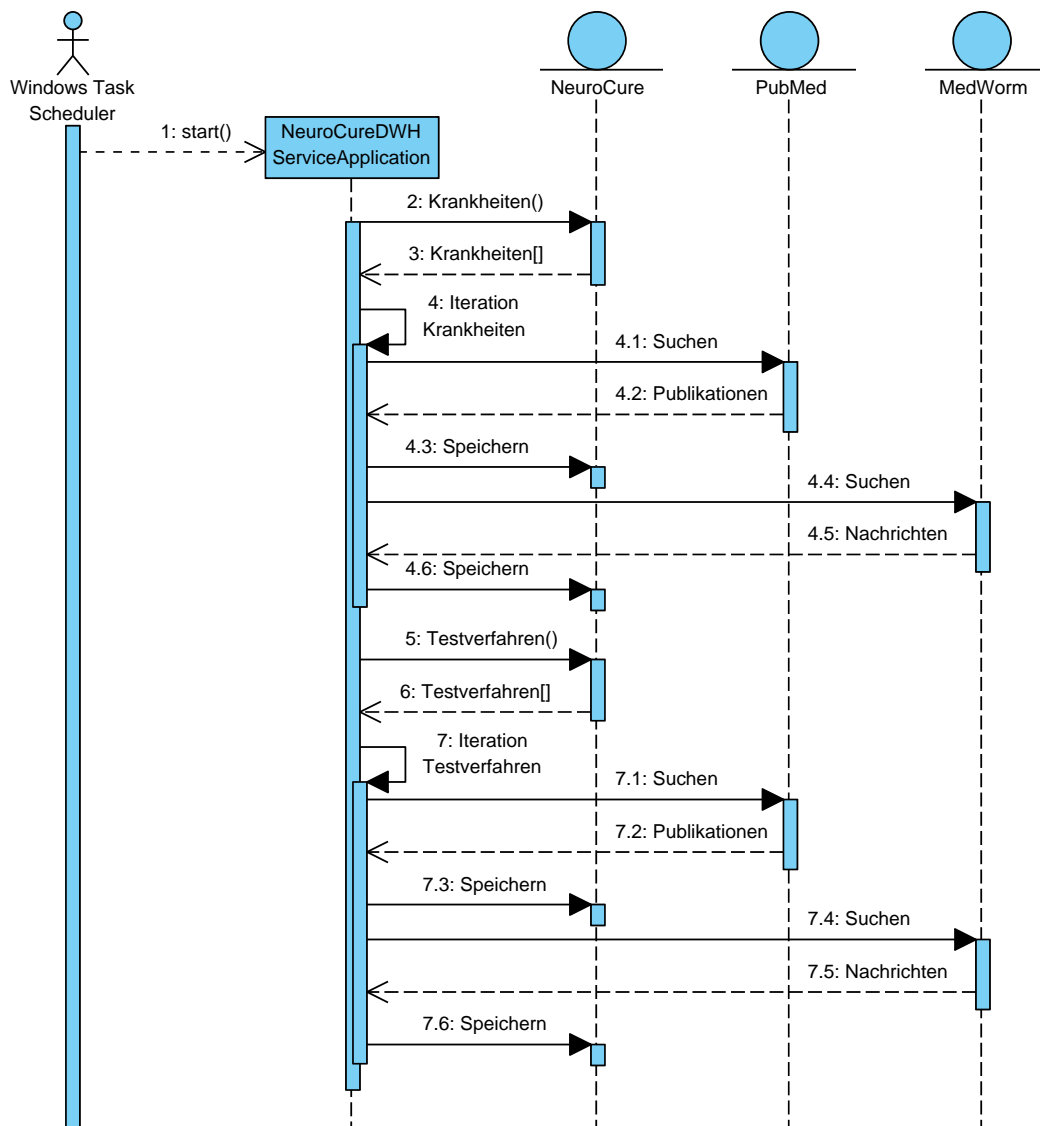 Windows Task
Scheduler
NeuroCure
PubMed
MedWorm
1: start()
NeuroCureDWH
ServiceApplication
2: Krankheiten()
3: Krankheiten[]
4: Iteration
Krankheiten
4.1: Suchen
4.2: Publikationen
4.3: Speichern
4.4: Suchen
4.5: Nachrichten
4.6: Speichern
5: Testverfahren()
6: Testverfahren[]
7: Iteration
Testverfahren
7.1: Suchen
7.2: Publikationen
7.3: Speichern
7.4: Suchen
7.5: Nachrichten
7.6: Speichern